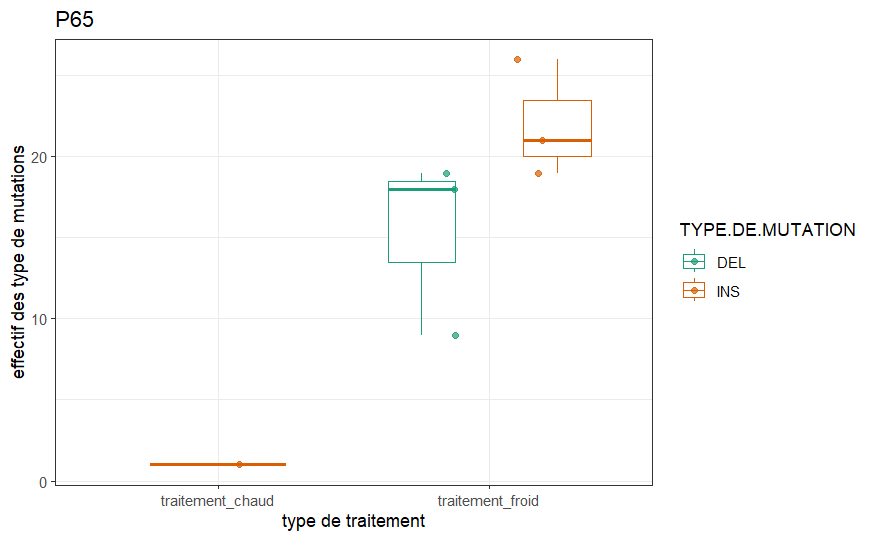 P65
effectif des type de mutations
20
10
0
traitement_chaud
traitement_froid
type de traitement
TYPE.DE.MUTATION
DEL
INS